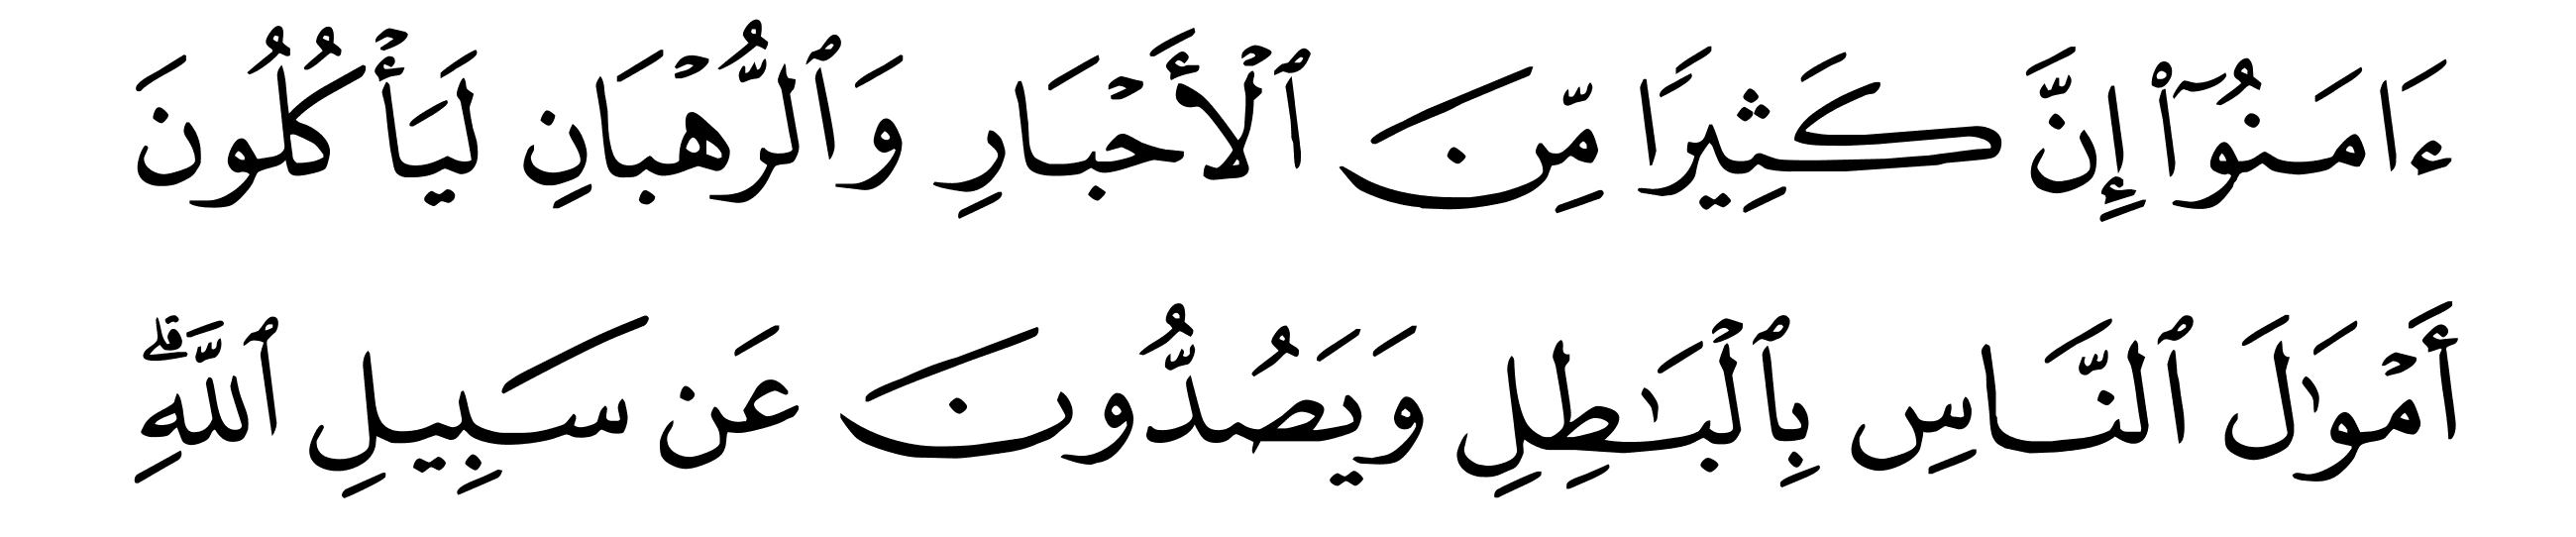 ءَامَنُوٓا۟ إِنَّ كَثِيرًا مِّنَ ٱلْأَحْبَارِ وَٱلرُّهْبَانِ لَيَأْكُلُونَ
أَمْوَٰلَ ٱلنَّاسِ بِٱلْبَـٰطِلِ وَيَصُدُّونَ عَن سَبِيلِ ٱللَّهِ ۗ